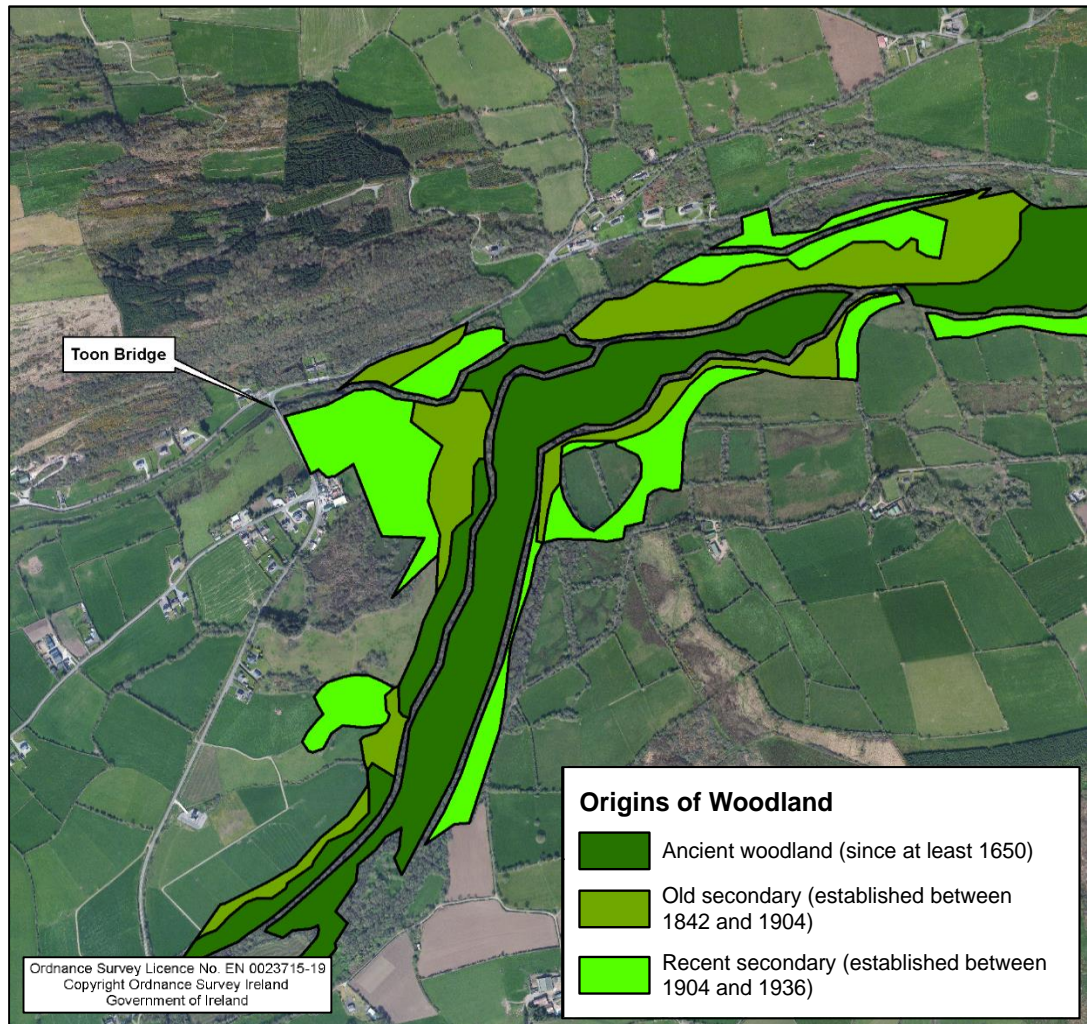 Toon Bridge
Origins of Woodland
Ancient woodland (since at least 1650)
Old secondary (established between
1842 and 1904)
Recent secondary (established between
1904 and 1936)
Ordnance Survey Licence No. EN 0023715-19
Copyright Ordnance Survey Ireland
Government of Ireland